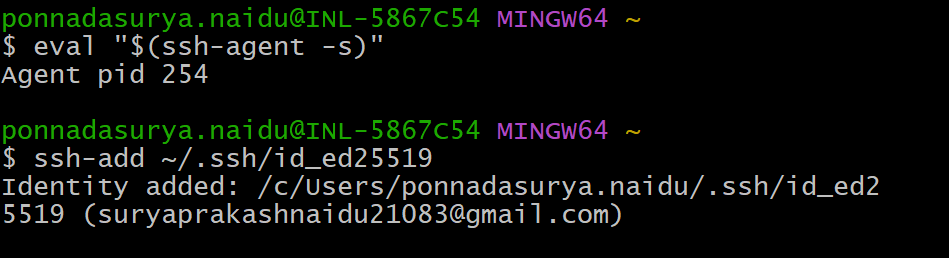 ponnadasurya.naidu@INL-5867C54 MINGW64 ~
$ eval "$(ssh-agent -s)"
Agent pid 254
ponnadasurya.naidu@INL-5867C54 MINGW64 ~
$ ssh-add ~/.ssh/id_ed25519
Identity added: /c/Users/ponnadasurya.naidu/.ssh/id_ed2
5519 (suryaprakashnaidu21083@gmail.com)